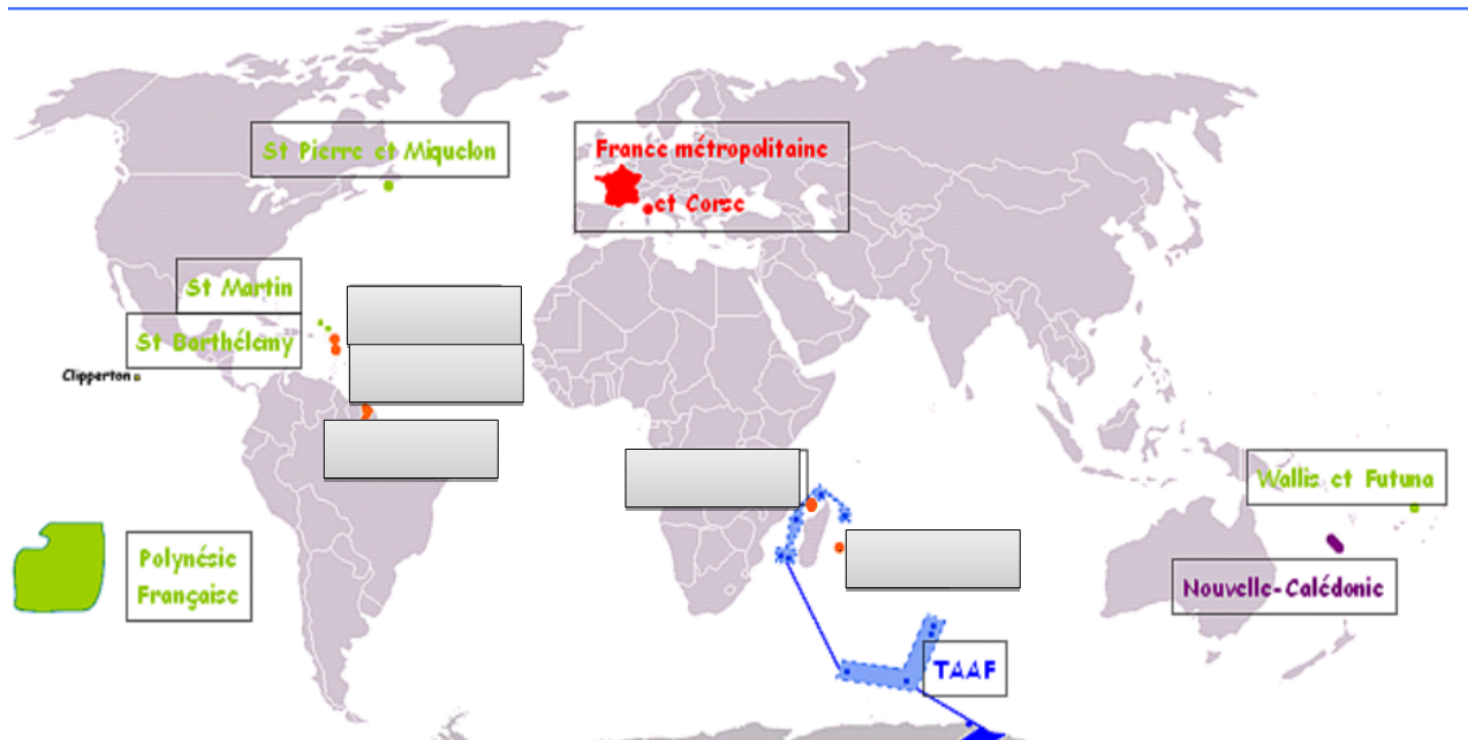 St Pierre et Miquelon
France métropolitaine
et Corse
St Martin
St Barthélemy
Clipperton
Wallis et Futuna
Polynésie
Française
Nouvelle-Calédonie
TAAF